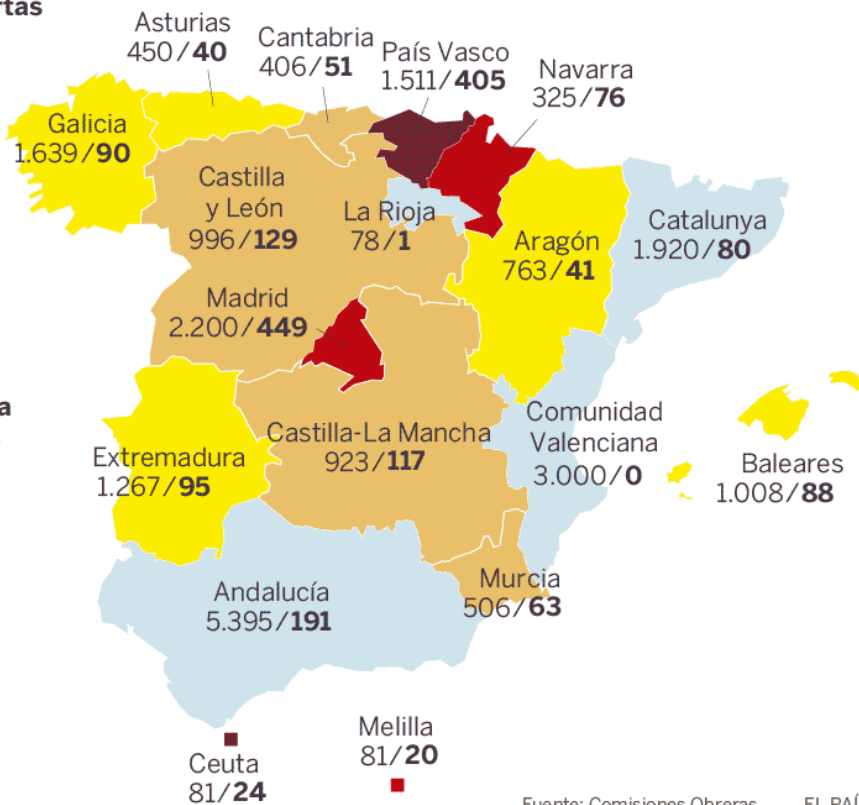 Asturias
450/40
Cantabria
406/51
País Vasco
1.511/405
Navarra
325/76
Galicia
1.639/90
Castilla
y León
996/129
La Rioja
78/1
Aragón
763/41
Catalunya
1.920/80
Madrid
2.200/449
Castilla-La Mancha
923/117
Comunidad
Valenciana
3.000/0
Extremadura
1.267/95
Baleares
1.008/88
Andalucía
5.395/191
Murcia
506/63
Ceuta
81/24
Melilla
81/20
Fuente: Comisiones Obreras